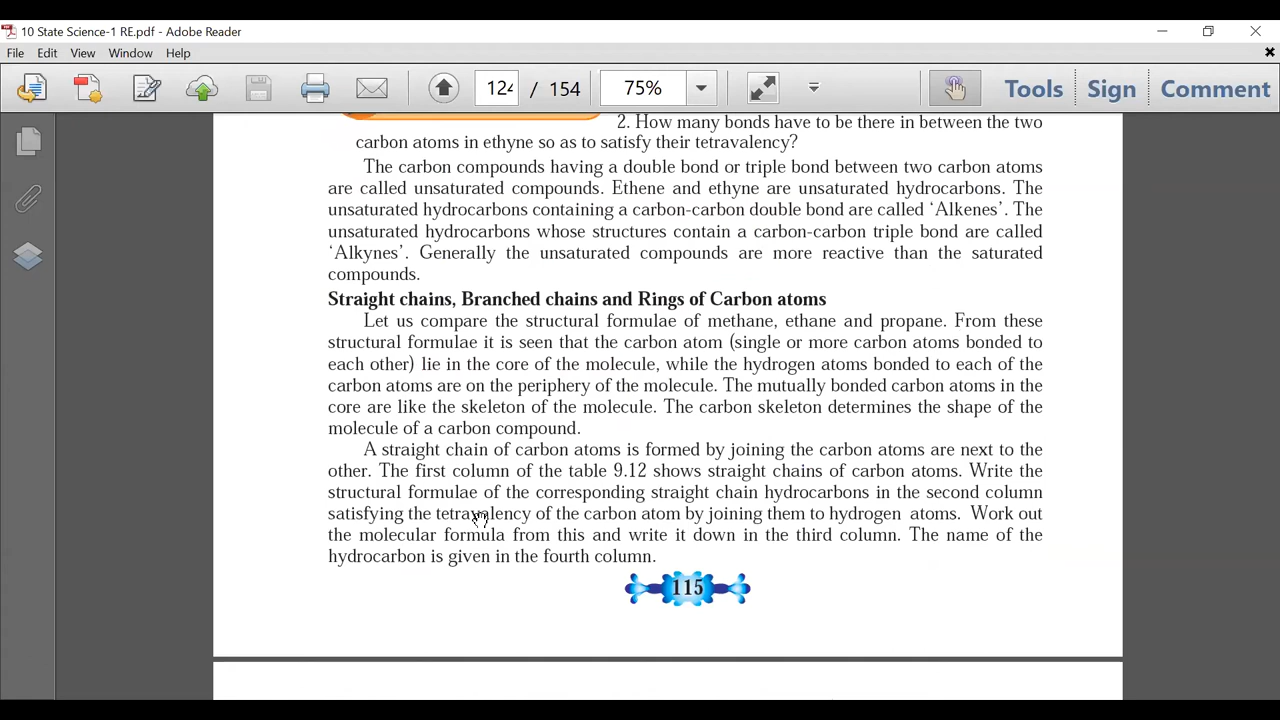 10 State Science-1 RE.pdf - Adobe Reader
File Edit View Window Help
124 / 154 75% Tools Sign Comment
2. How many bonds have to be there in between the two
carbon atoms in ethyne so as to satisfy their tetravalency?
The carbon compounds having a double bond or triple bond between two carbon atoms
are called unsaturated compounds. Ethene and ethyne are unsaturated hydrocarbons. The
unsaturated hydrocarbons containing a carbon-carbon double bond are called ‘Alkenes’. The
unsaturated hydrocarbons whose structures contain a carbon-carbon triple bond are called
‘Alkynes’. Generally the unsaturated compounds are more reactive than the saturated
compounds.
Straight chains, Branched chains and Rings of Carbon atoms
Let us compare the structural formulae of methane, ethane and propane. From these
structural formulae it is seen that the carbon atom (single or more carbon atoms bonded to
each other) lie in the core of the molecule, while the hydrogen atoms bonded to each of the
carbon atoms are on the periphery of the molecule. The mutually bonded carbon atoms in the
core are like the skeleton of the molecule. The carbon skeleton determines the shape of the
molecule of a carbon compound.
A straight chain of carbon atoms is formed by joining the carbon atoms are next to the
other. The first column of the table 9.12 shows straight chains of carbon atoms. Write the
structural formulae of the corresponding straight chain hydrocarbons in the second column
satisfying the tetravalency of the carbon atom by joining them to hydrogen atoms. Work out
the molecular formula from this and write it down in the third column. The name of the
hydrocarbon is given in the fourth column.
115